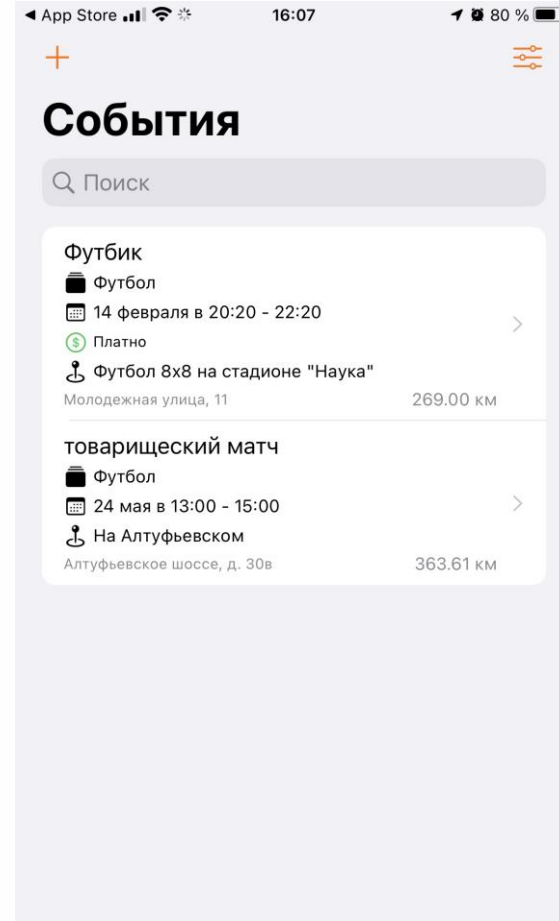 App Store
16:07
80 %
События
Поиск
Футбик
Футбол
14 февраля в 20:20 - 22:20
$ Платно
Футбол 8x8 на стадионе "Наука"
Молодежная улица, 11
269.00 км
товарищеский матч
Футбол
24 мая в 13:00 - 15:00
На Алтуфьевском
Алтуфьевское шоссе, д. 30в
363.61 км